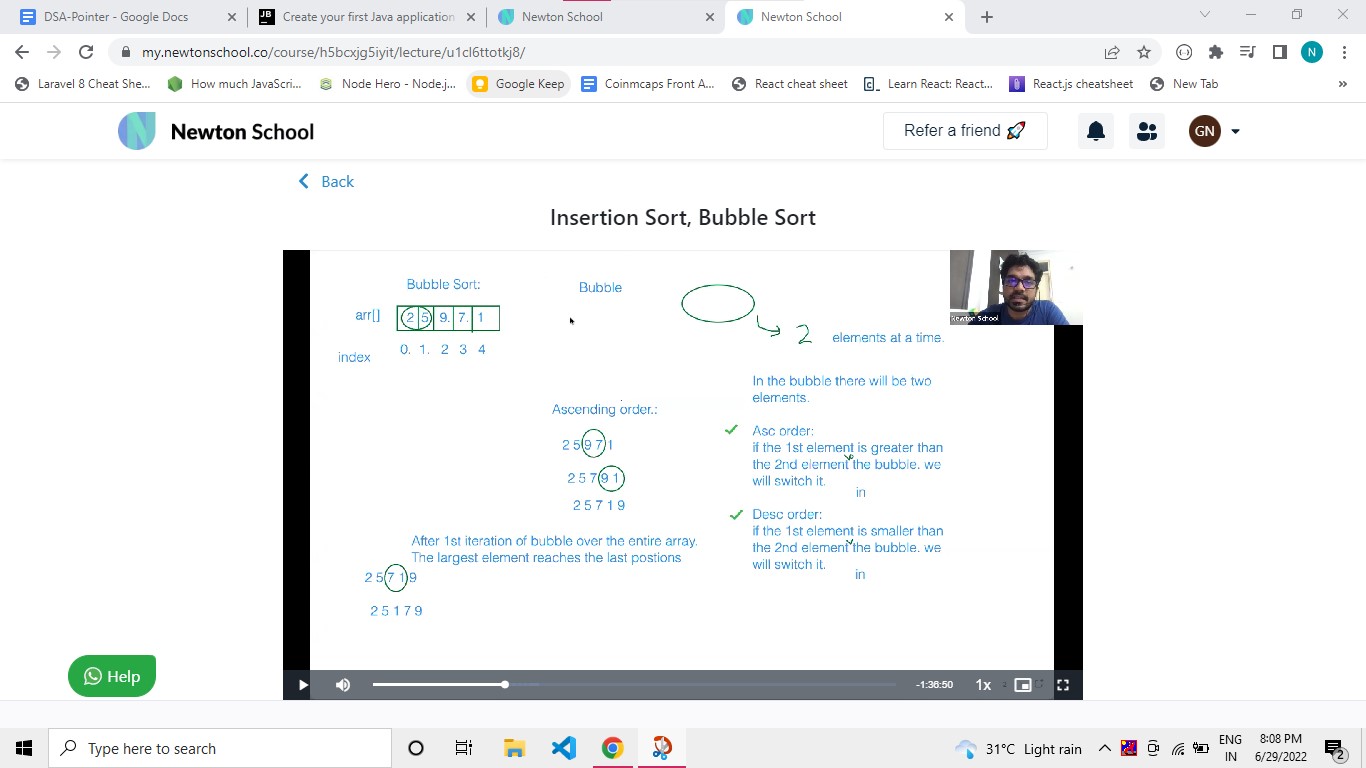 DSA-Pointer - Google Docs
Create your first Java application
Newton School
Newton School
my.newtonschool.co/course/h5bcxjg5iyit/lecture/u1cl6ttotkj8/
N
Laravel 8 Cheat She...
How much JavaScri...
Node Hero - Node.j...
Google Keep
Coinmaps Front A...
React cheat sheet
Learn React: React...
React.js cheatsheet
New Tab
»
Newton School
Refer a friend
GN
Back
Insertion Sort, Bubble Sort
Bubble Sort:
Bubble
arr[]
2 5 9. 7. 1
Newton School
2 elements at a time.
index
0. 1. 2 3 4
In the bubble there will be two
elements.
Ascending order.:
2 5 9 7 1
2 5 7 9 1
2 5 7 1 9
Asc order:
if the 1st element is greater than
the 2nd element the bubble. we
will switch it.
in
Desc order:
if the 1st element is smaller than
the 2nd element the bubble. we
will switch it.
in
After 1st iteration of bubble over the entire array.
The largest element reaches the last postions
2 5 7 1 9
2 5 1 7 9
Help
-1:36:50
1x
Type here to search
31°C Light rain
ENG
IN
8:08 PM
6/29/2022
2